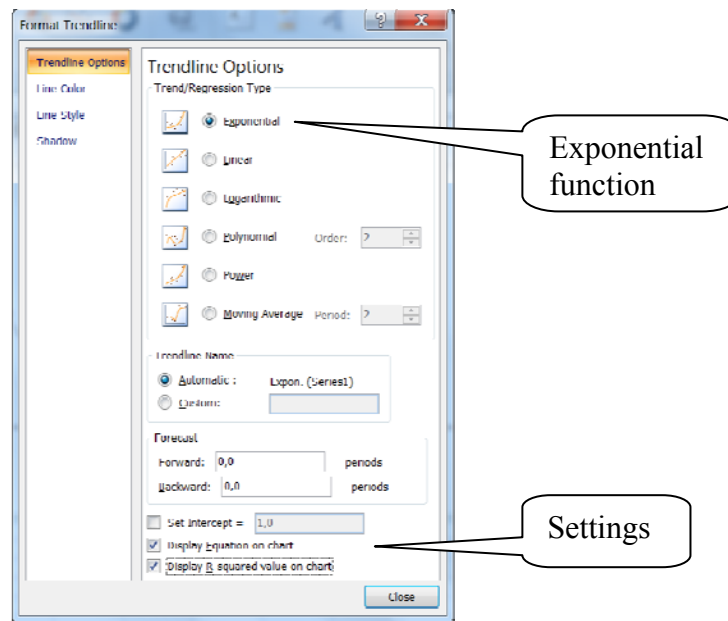 Format Trendline
Trendline Options
Line Color
Line Style
Shadow
Trendline Options
Trend/Regression Type
Exponential
Linear
Logarithmic
Polynomial Order: 2
Power
Moving Average Period: 2
Trendline Name
Automatic : Expon. (Series1)
Custom:
Forecast
Forward: 0,0 periods
Backward: 0,0 periods
Set Intercept = 1,0
Display Equation on chart
Display R squared value on chart
Close
Exponential
function
Settings